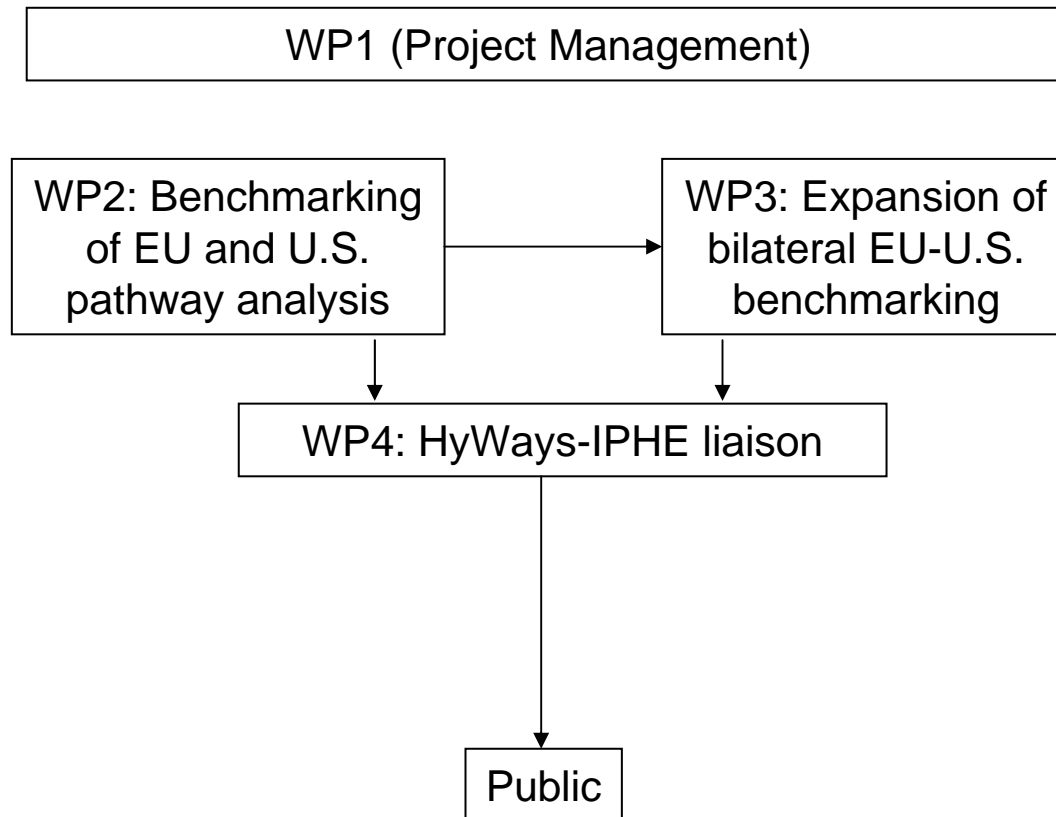 WP1 (Project Management)
WP2: Benchmarking
of EU and U.S.
pathway analysis
WP3: Expansion of
bilateral EU-U.S.
benchmarking
WP4: HyWays-IPHE liaison
Public